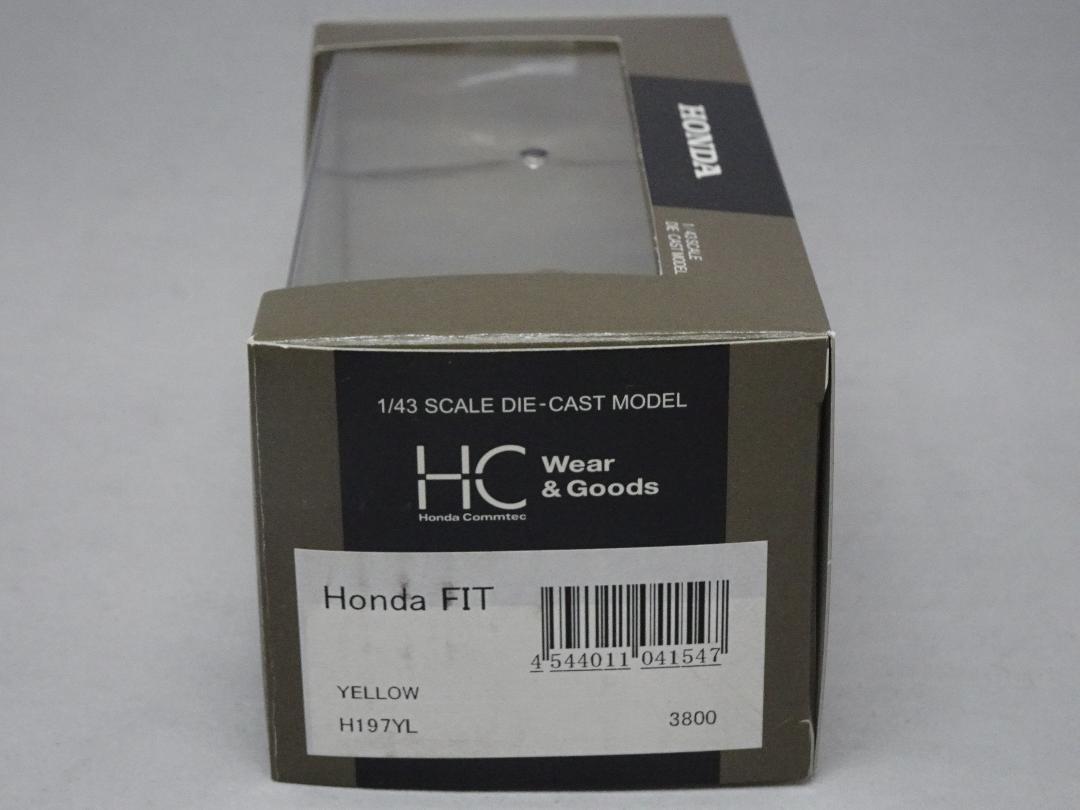 HONDA
1/43 SCALE
DIE-CAST MODEL
1/43 SCALE DIE-CAST MODEL
HC
Honda Commtec
Wear
& Goods
Honda FIT
4 544011 041547
YELLOW
H197YL
3800